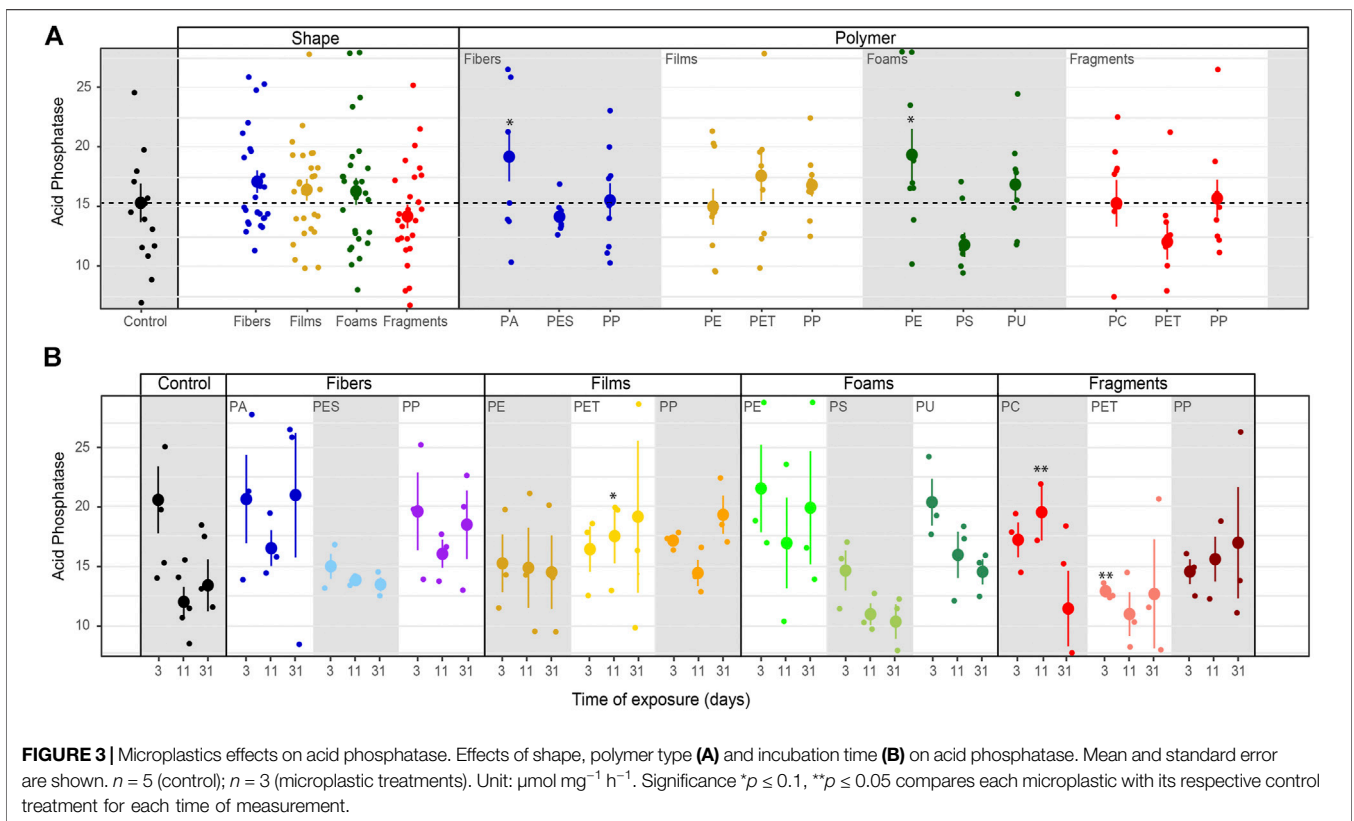 A
Shape Polymer
Fibers Films Foams Fragments
Acid Phosphatase
25
20
15
10
* *
Control Fibers Films Foams Fragments PA PES PP PE PET PP PE PS PU PC PET PP
B
Control Fibers Films Foams Fragments
PA PES PP PE PET PP PE PS PU PC PET PP
Acid Phosphatase
25
20
15
10
* ** **
3 11 31 3 11 31 3 11 31 3 11 31 3 11 31 3 11 31 3 11 31 3 11 31 3 11 31 3 11 31 3 11 31 3 11 31 3 11 31
Time of exposure (days)
FIGURE 3 | Microplastics effects on acid phosphatase. Effects of shape, polymer type (A) and incubation time (B) on acid phosphatase. Mean and standard error
are shown. n = 5 (control); n = 3 (microplastic treatments). Unit: μmol mg⁻¹ h⁻¹. Significance *p ≤ 0.1, **p ≤ 0.05 compares each microplastic with its respective control
treatment for each time of measurement.